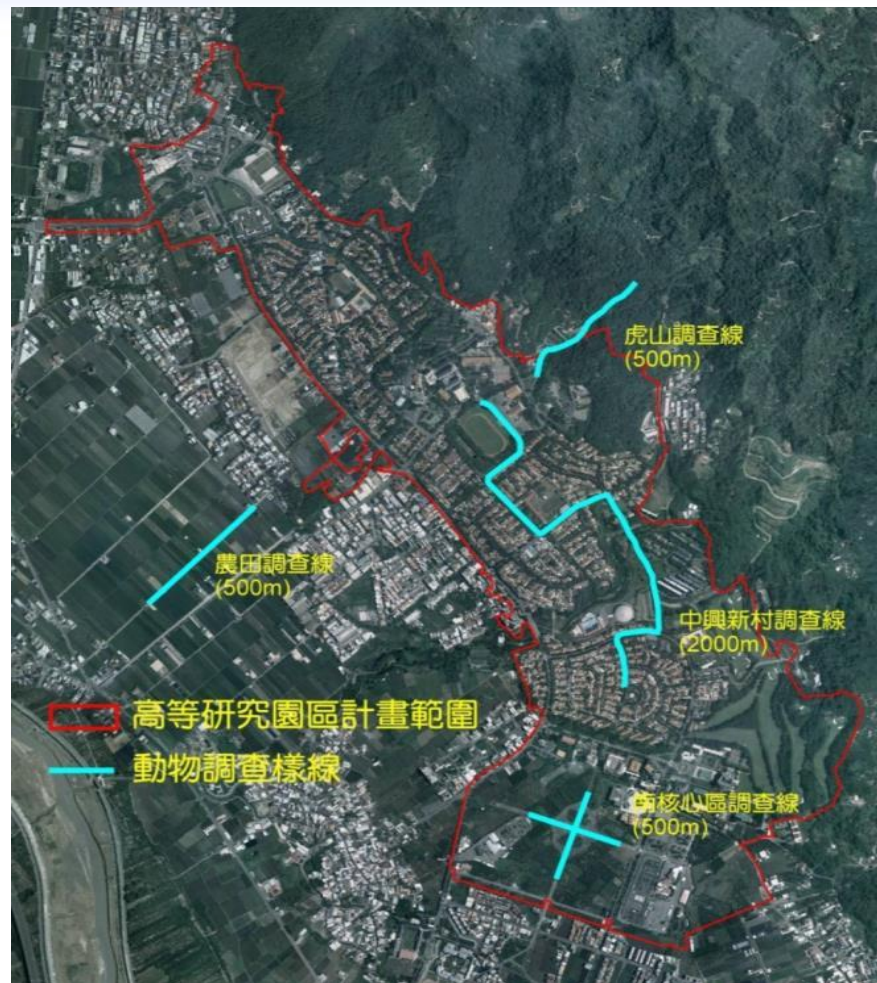 虎山調查線
(500m)
農田調查線
(500m)
中興新村調查線
(2000m)
高等研究園區計畫範圍
動物調查樣線
南核心區調查線
(500m)